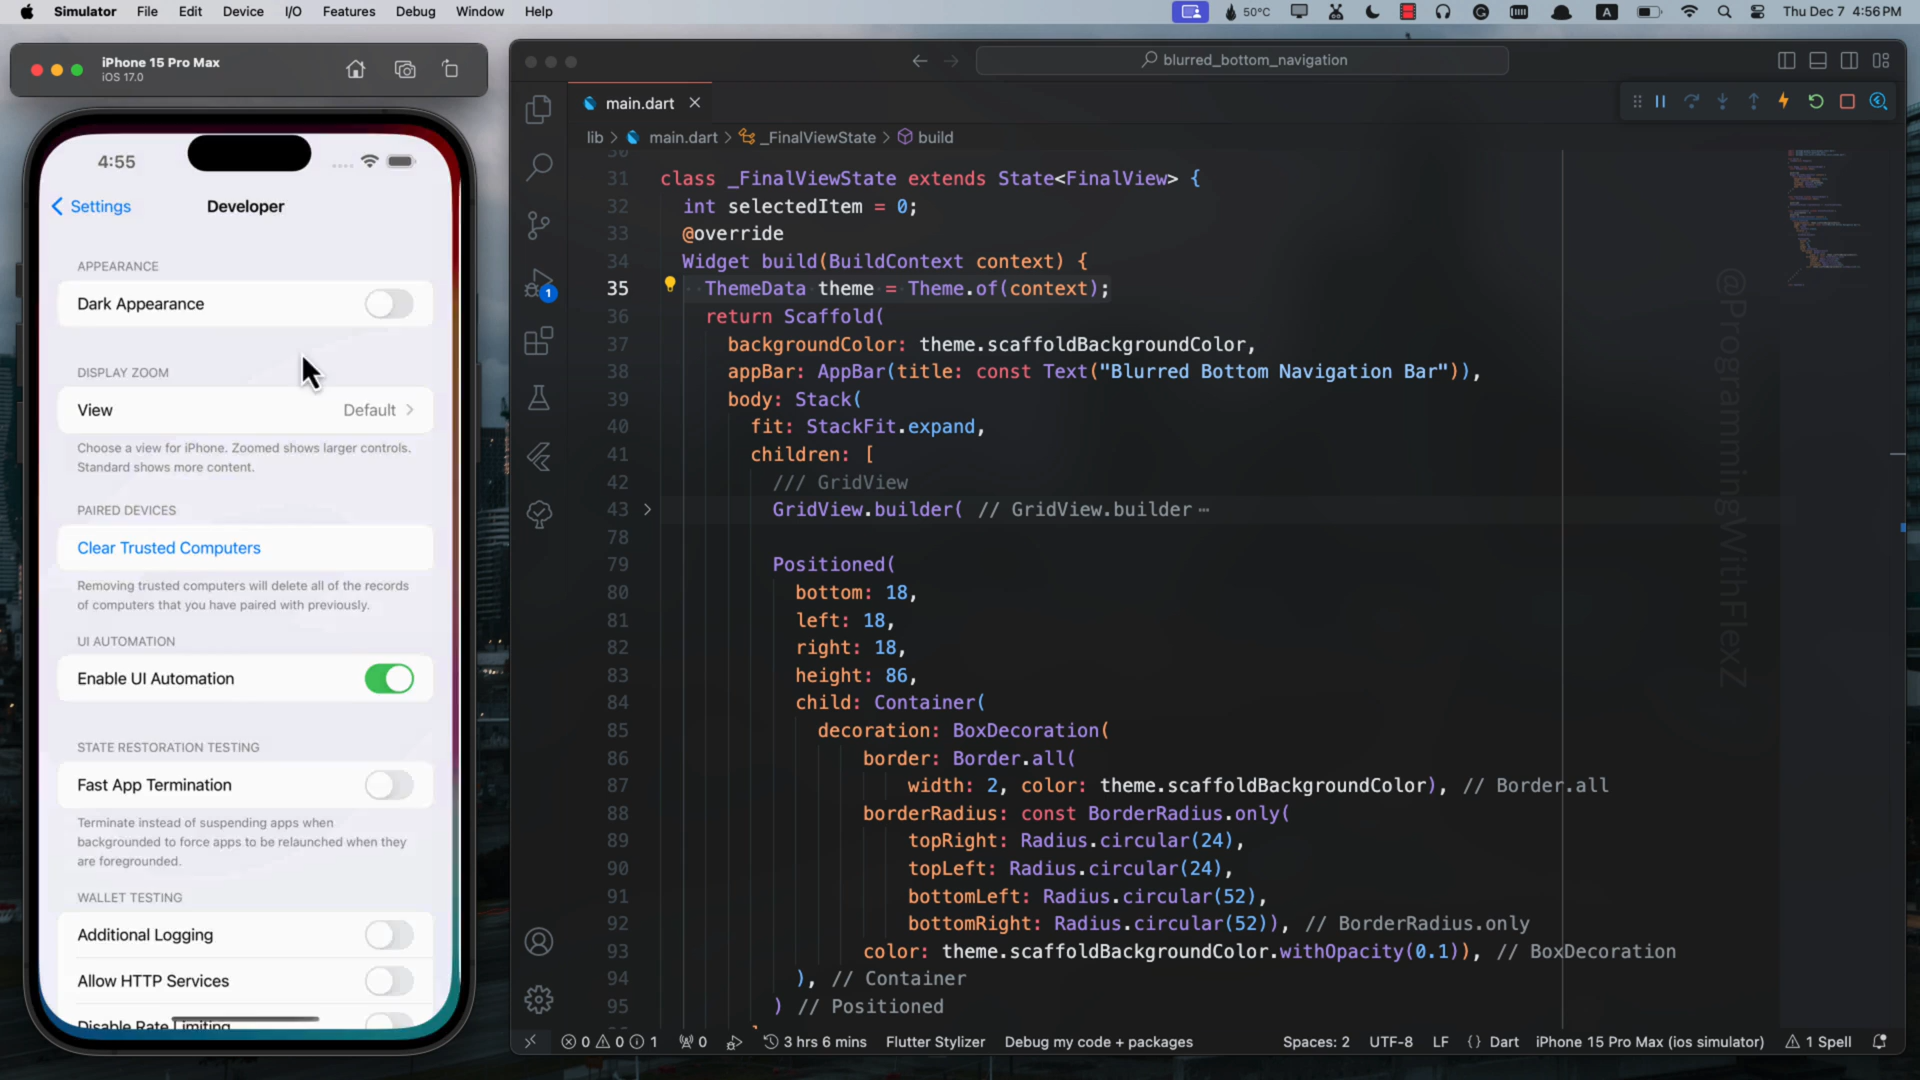 Simulator File Edit View Device I/O Features Debug Window Help
50°C A Thu Dec 7 4:56 PM
iPhone 15 Pro Max
iOS 17.0
4:55
Settings
Developer
APPEARANCE
Dark Appearance
DISPLAY ZOOM
View
Default
Choose a view for iPhone. Zoomed shows larger controls.
Standard shows more content.
PAIRED DEVICES
Clear Trusted Computers
Removing trusted computers will delete all of the records
of computers that you have paired with previously.
UI AUTOMATION
Enable UI Automation
STATE RESTORATION TESTING
Fast App Termination
Terminate instead of suspending apps when
backgrounded to force apps to be relaunched when they
are foregrounded.
WALLET TESTING
Additional Logging
Allow HTTP Services
Disable Rate Limiting
blurred_bottom_navigation
main.dart
lib > main.dart > _FinalViewState > build
1
30
31 class _FinalViewState extends State<FinalView> {
32 int selectedItem = 0;
33 @override
34 Widget build(BuildContext context) {
35 ThemeData theme = Theme.of(context);
36 return Scaffold(
37 backgroundColor: theme.scaffoldBackgroundColor,
38 appBar: AppBar(title: const Text("Blurred Bottom Navigation Bar")),
39 body: Stack(
40 fit: StackFit.expand,
41 children: [
42 /// GridView
43 GridView.builder( // GridView.builder ⋯
78
79 Positioned(
80 bottom: 18,
81 left: 18,
82 right: 18,
83 height: 86,
84 child: Container(
85 decoration: BoxDecoration(
86 border: Border.all(
87 width: 2, color: theme.scaffoldBackgroundColor), // Border.all
88 borderRadius: const BorderRadius.only(
89 topRight: Radius.circular(24),
90 topLeft: Radius.circular(24),
91 bottomLeft: Radius.circular(52),
92 bottomRight: Radius.circular(52)), // BorderRadius.only
93 color: theme.scaffoldBackgroundColor.withOpacity(0.1)), // BoxDecoration
94 ), // Container
95 ) // Positioned
@ProgrammingWithFlexZ
0 0 1 0 3 hrs 6 mins Flutter Stylizer Debug my code + packages Spaces: 2 UTF-8 LF {} Dart iPhone 15 Pro Max (ios simulator) 1 Spell